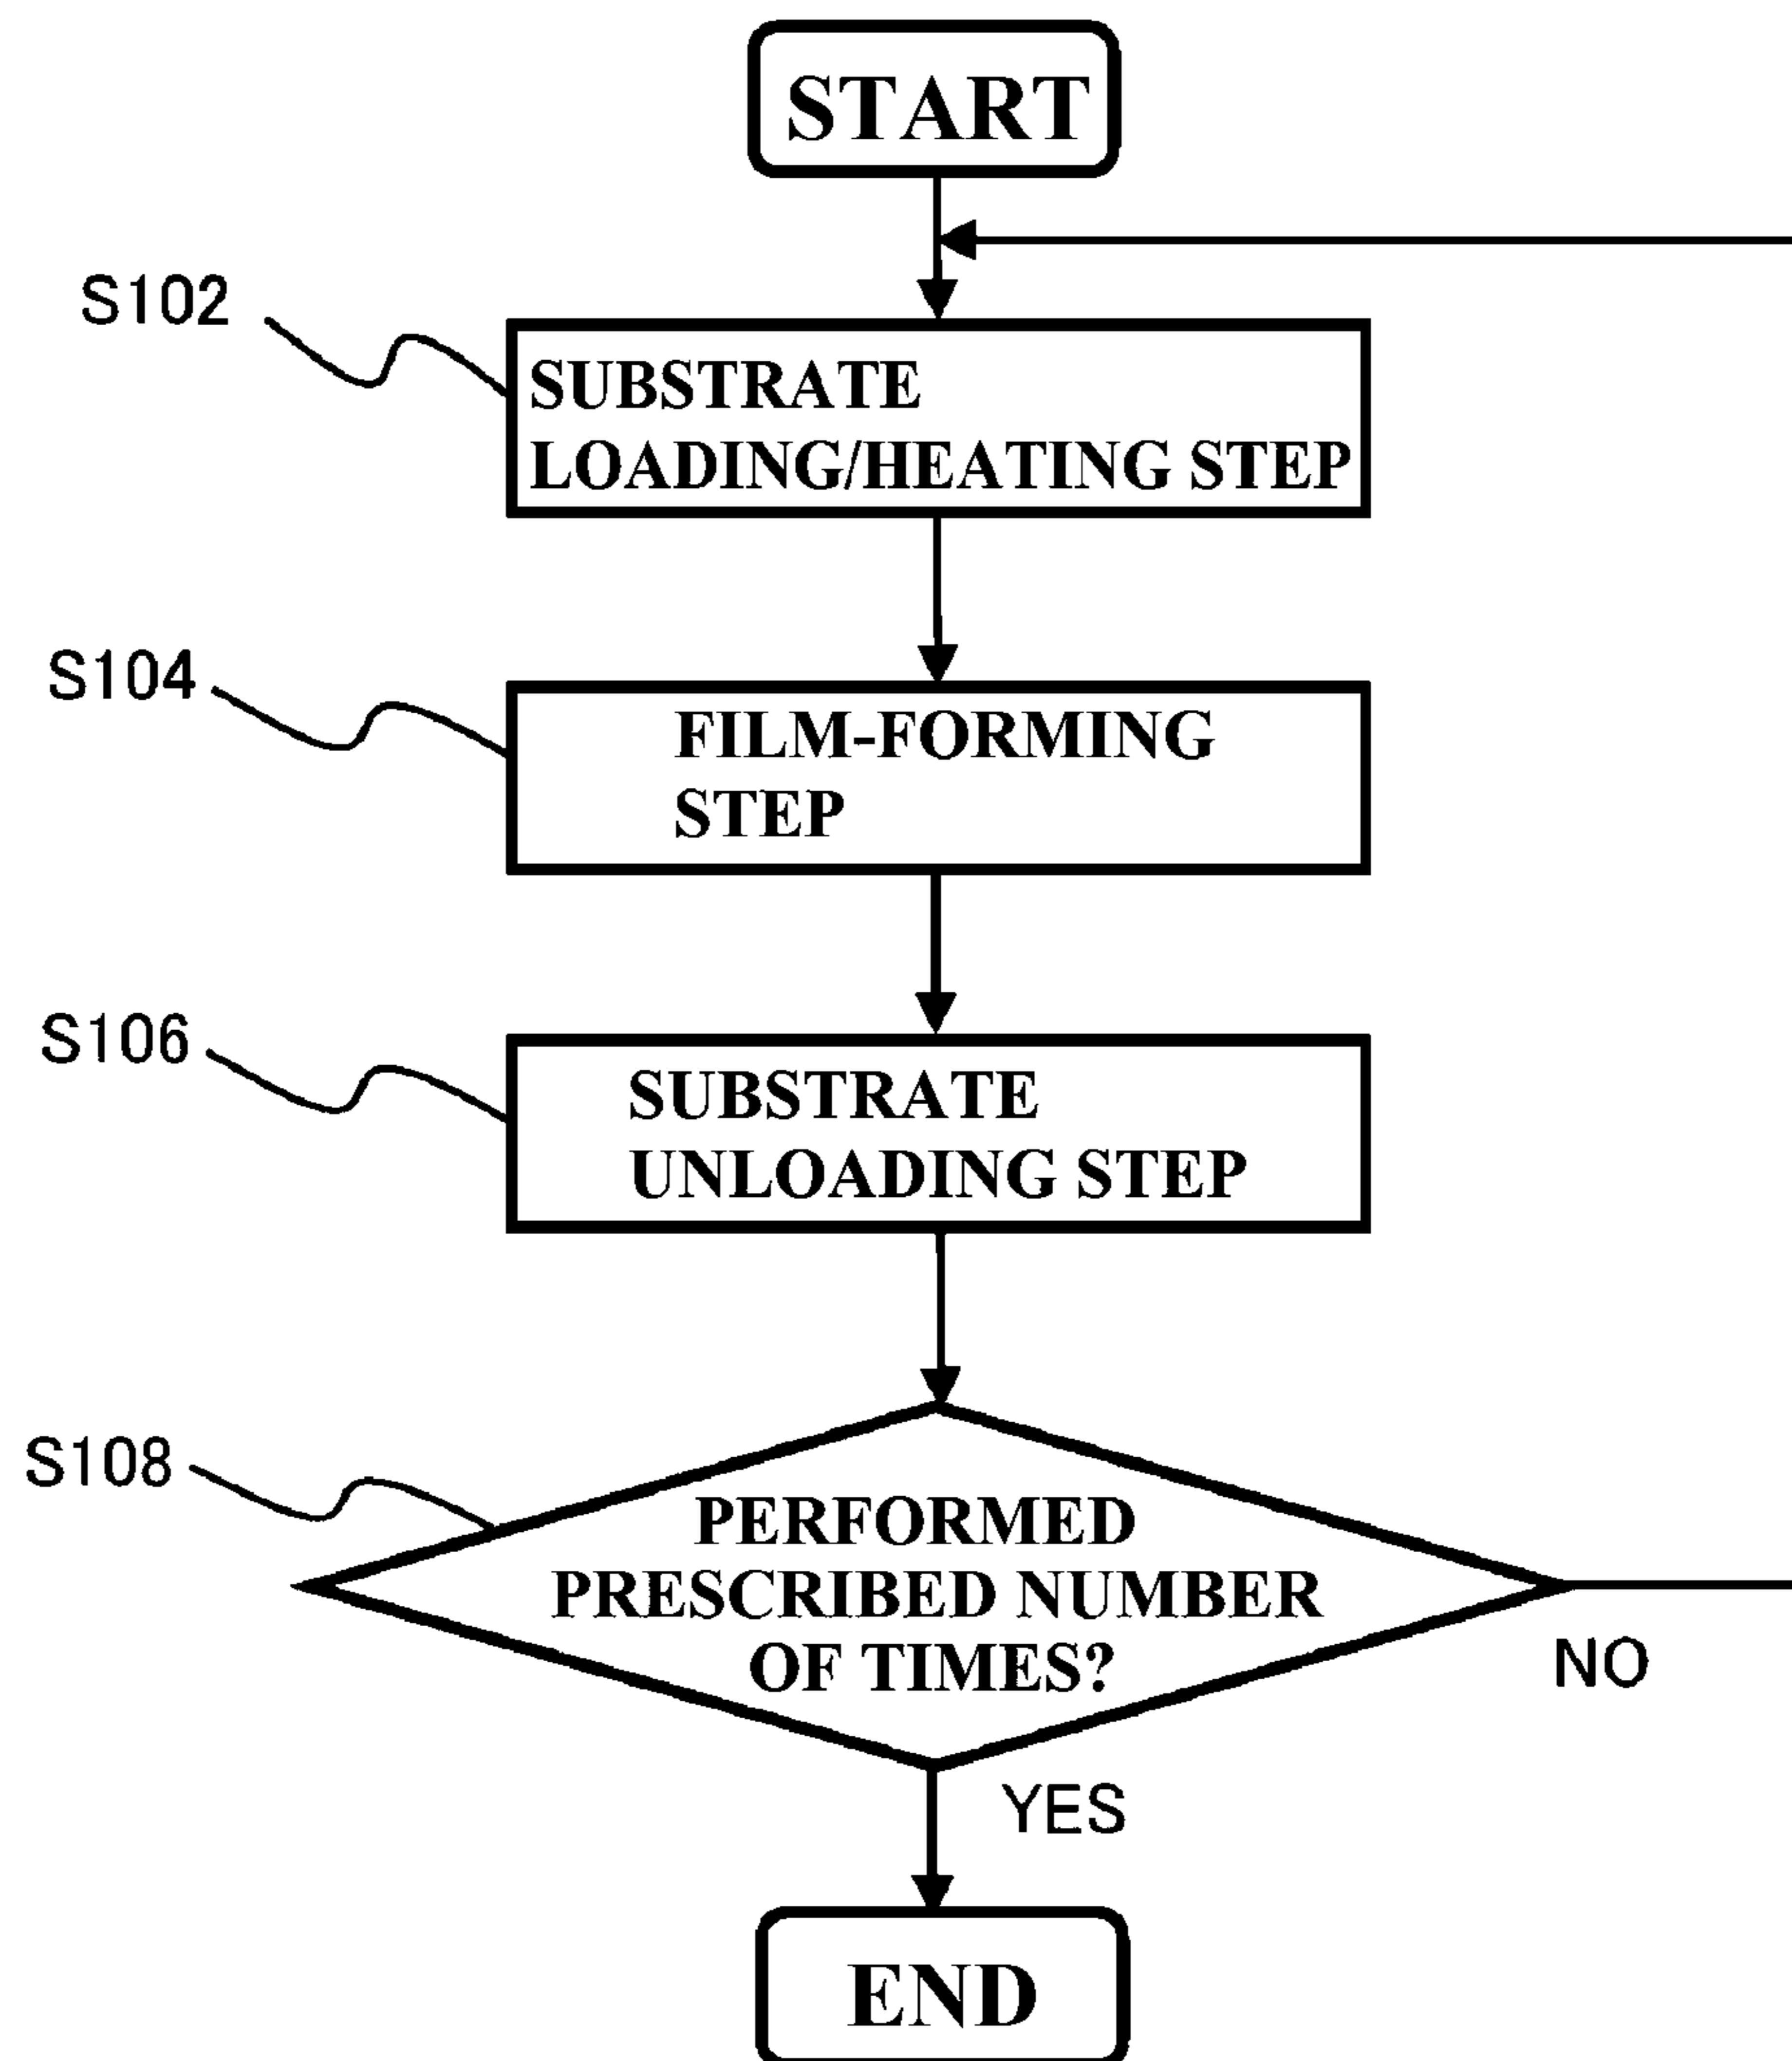 START
S102
SUBSTRATE
LOADING/HEATING STEP
S104
FILM-FORMING
STEP
S106
SUBSTRATE
UNLOADING STEP
S108
PERFORMED
PRESCRIBED NUMBER
OF TIMES?
NO
YES
END